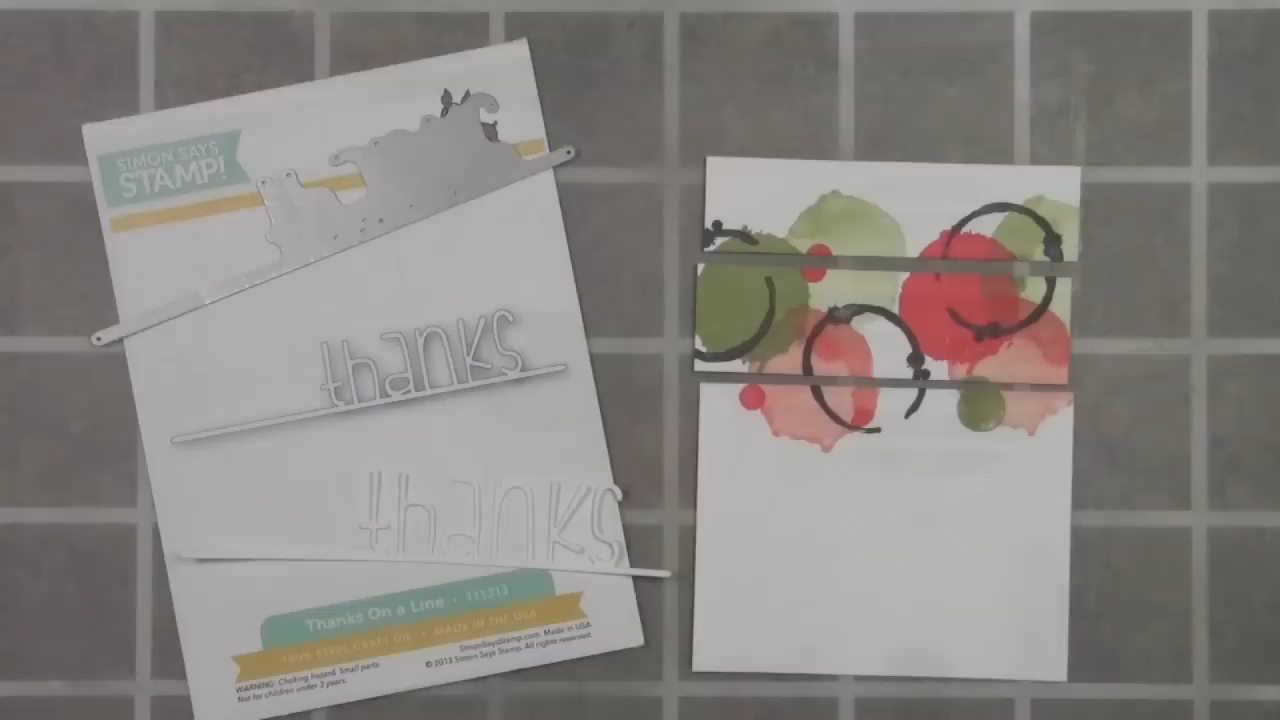 SIMON SAYS
STAMP!
thanks
thanks
Thanks On a Line • 111313
100% STEEL CRAFT DIE • MADE IN THE USA
WARNING: Choking hazard. Small parts
Not for children under 3 years.
SimonSaysStamp.com. Made in USA
© 2013 Simon Says Stamp. All rights reserved.